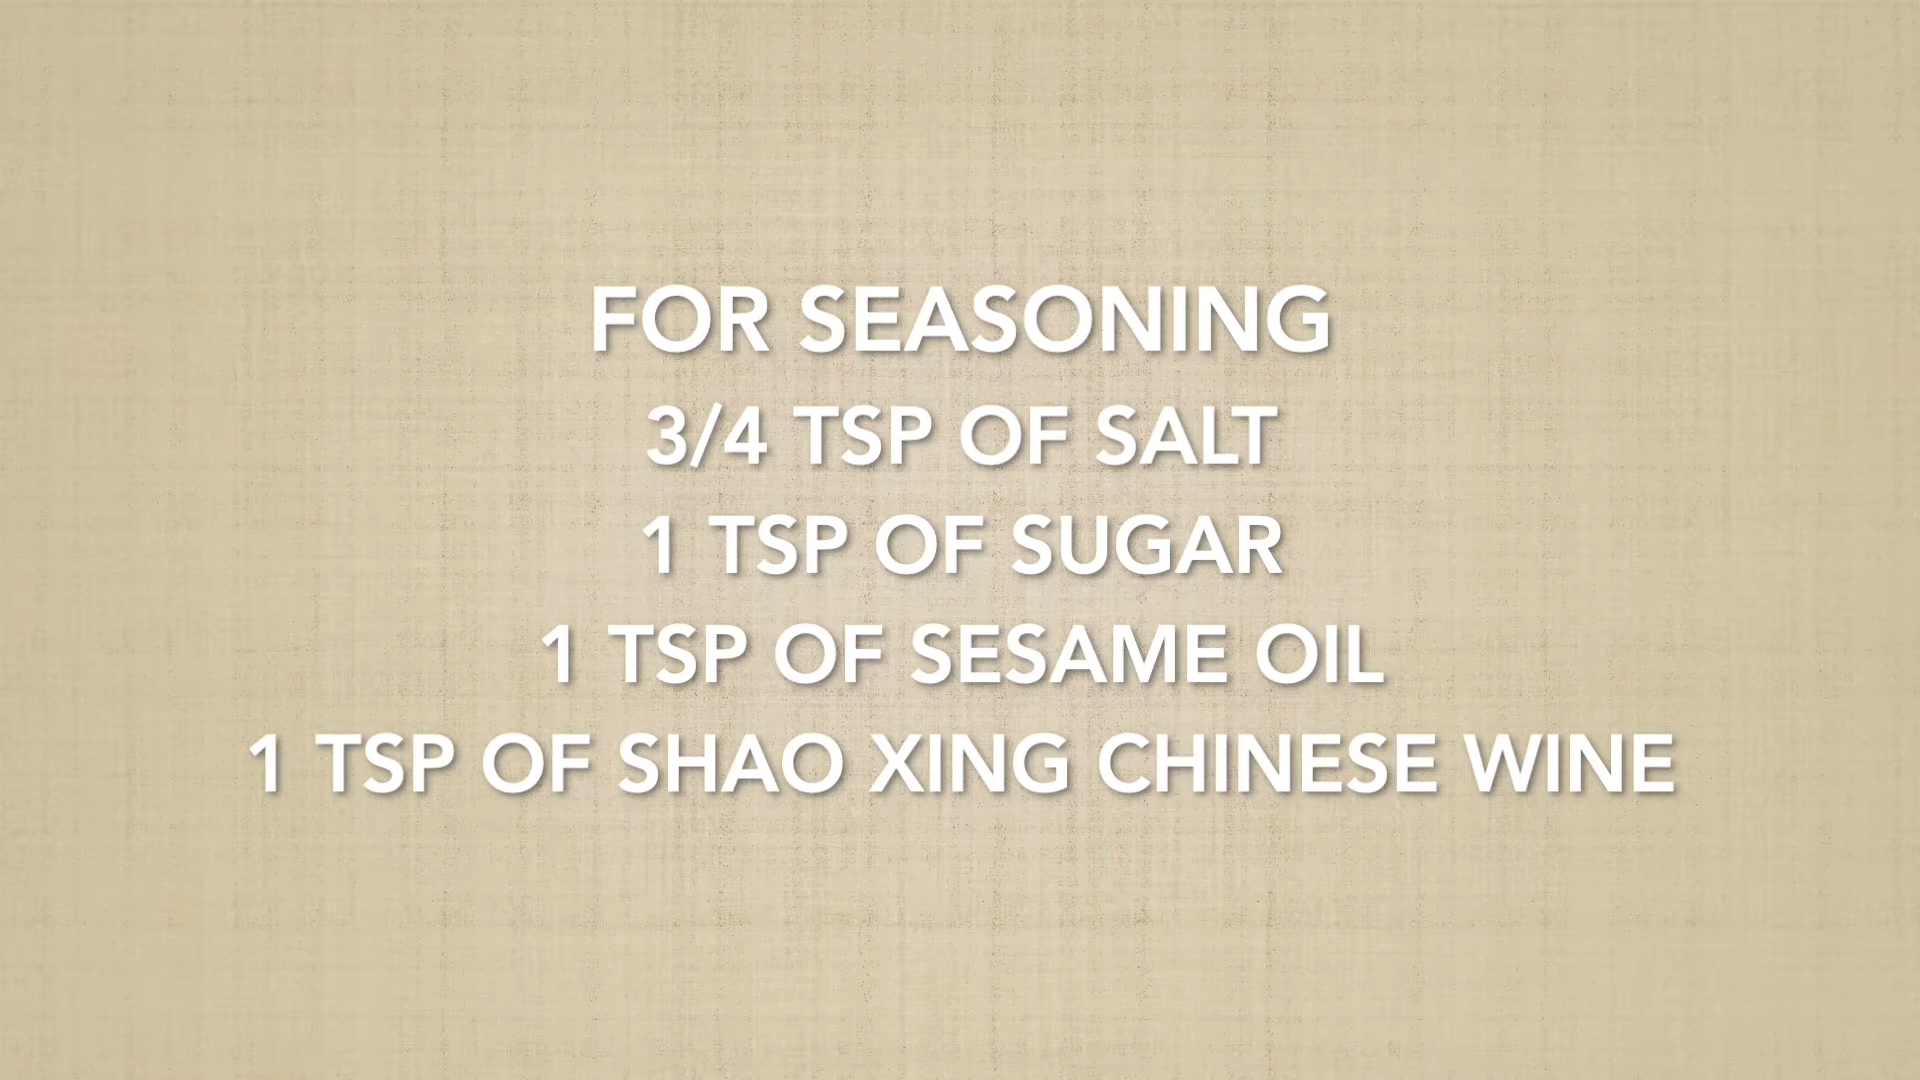 FOR SEASONING
3/4 TSP OF SALT
1 TSP OF SUGAR
1 TSP OF SESAME OIL
1 TSP OF SHAO XING CHINESE WINE